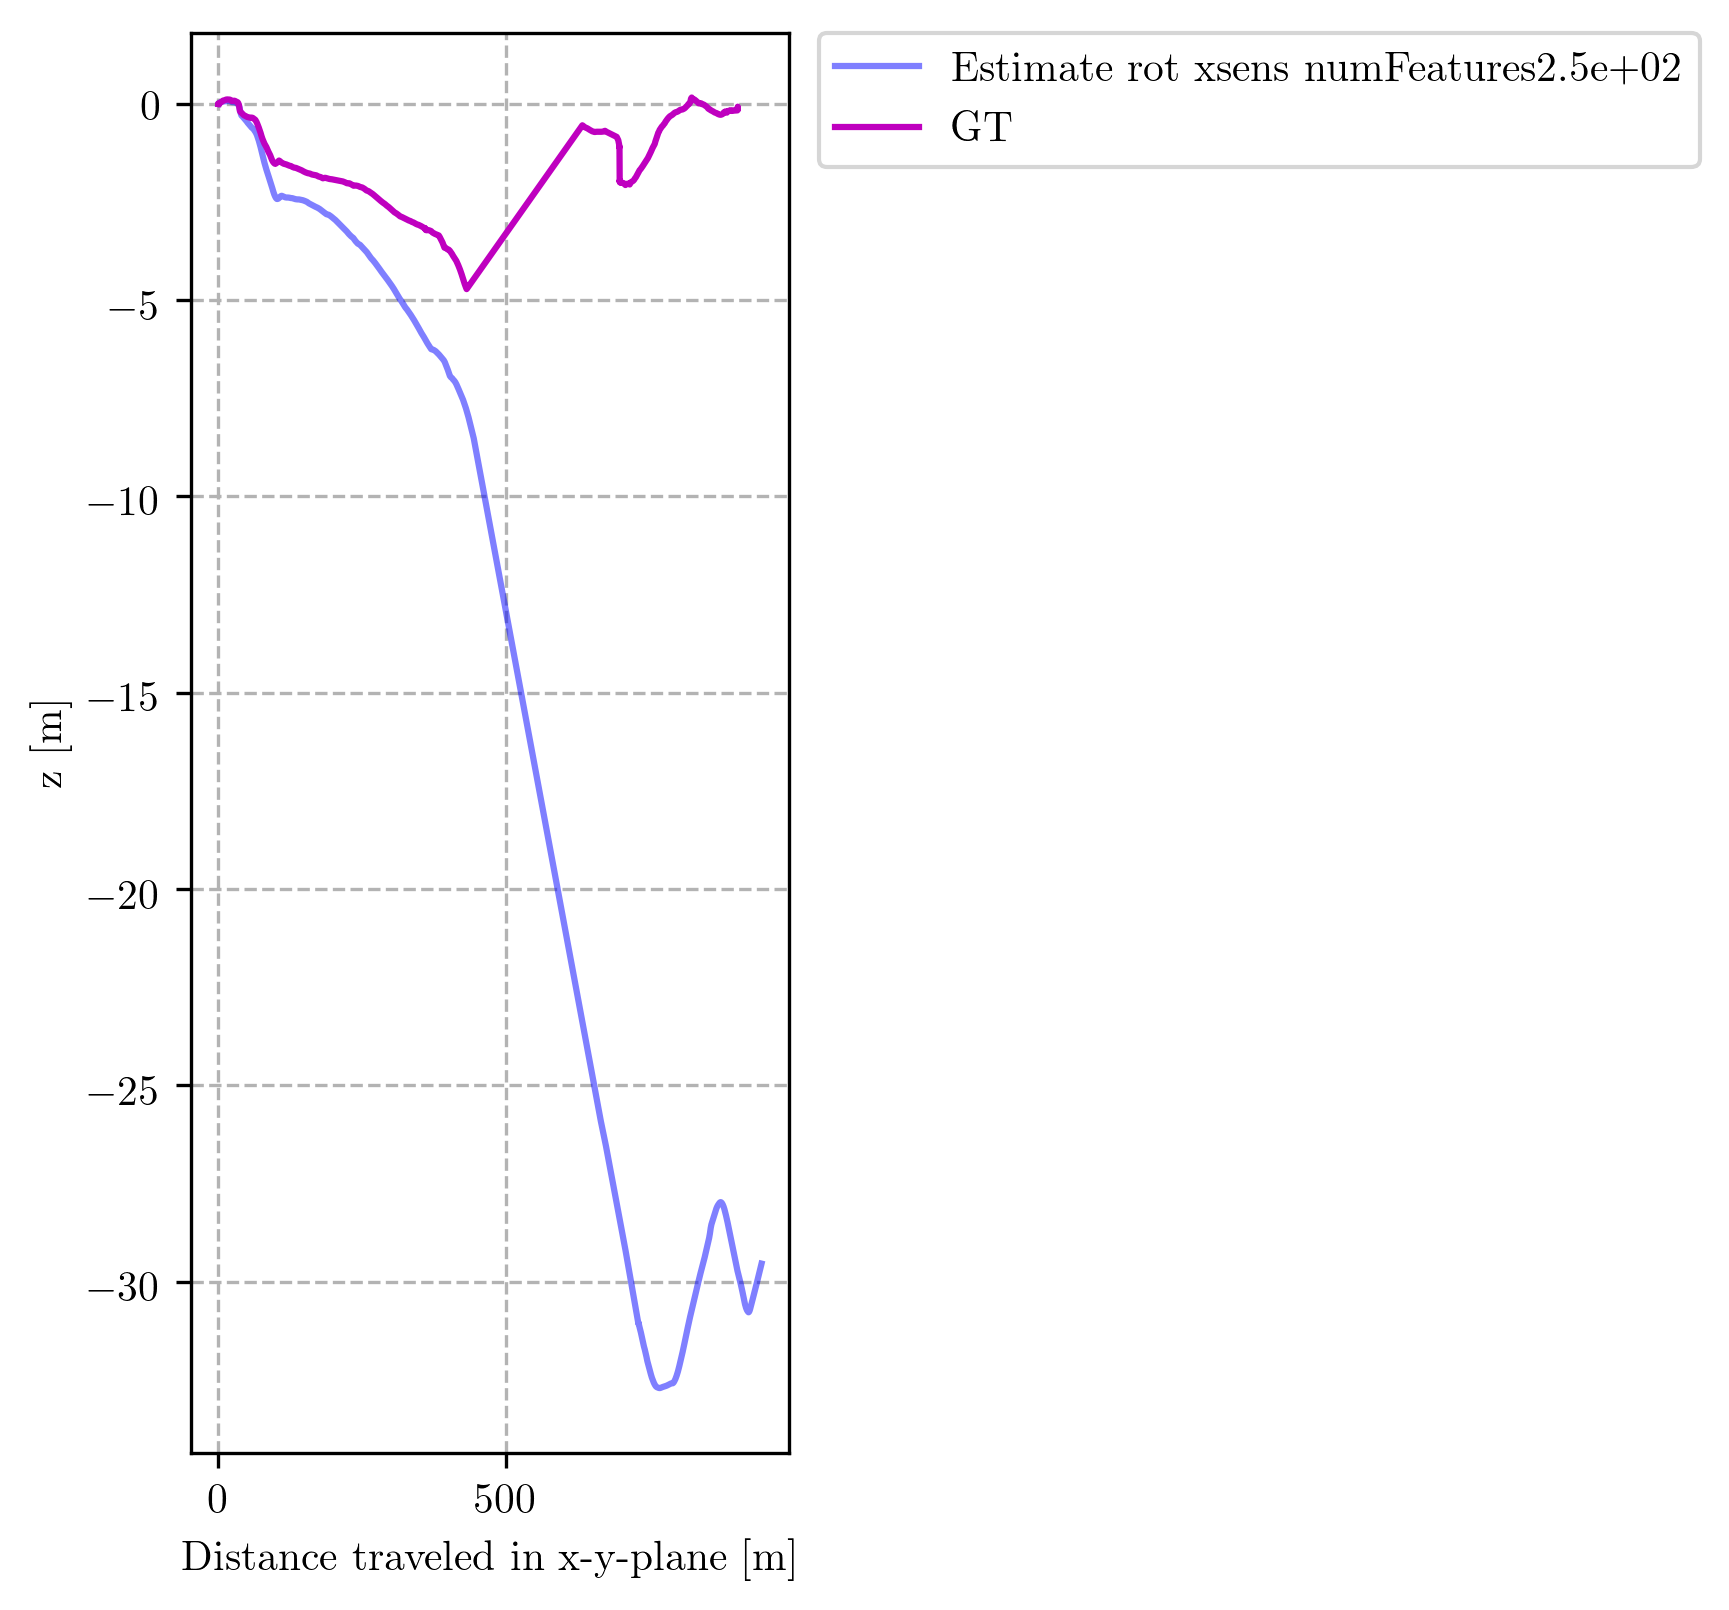 Estimate rot xsens numFeatures2.5e+02
GT
0
−5
−10
−15
−20
−25
−30
z [m]
0 500
Distance traveled in x-y-plane [m]